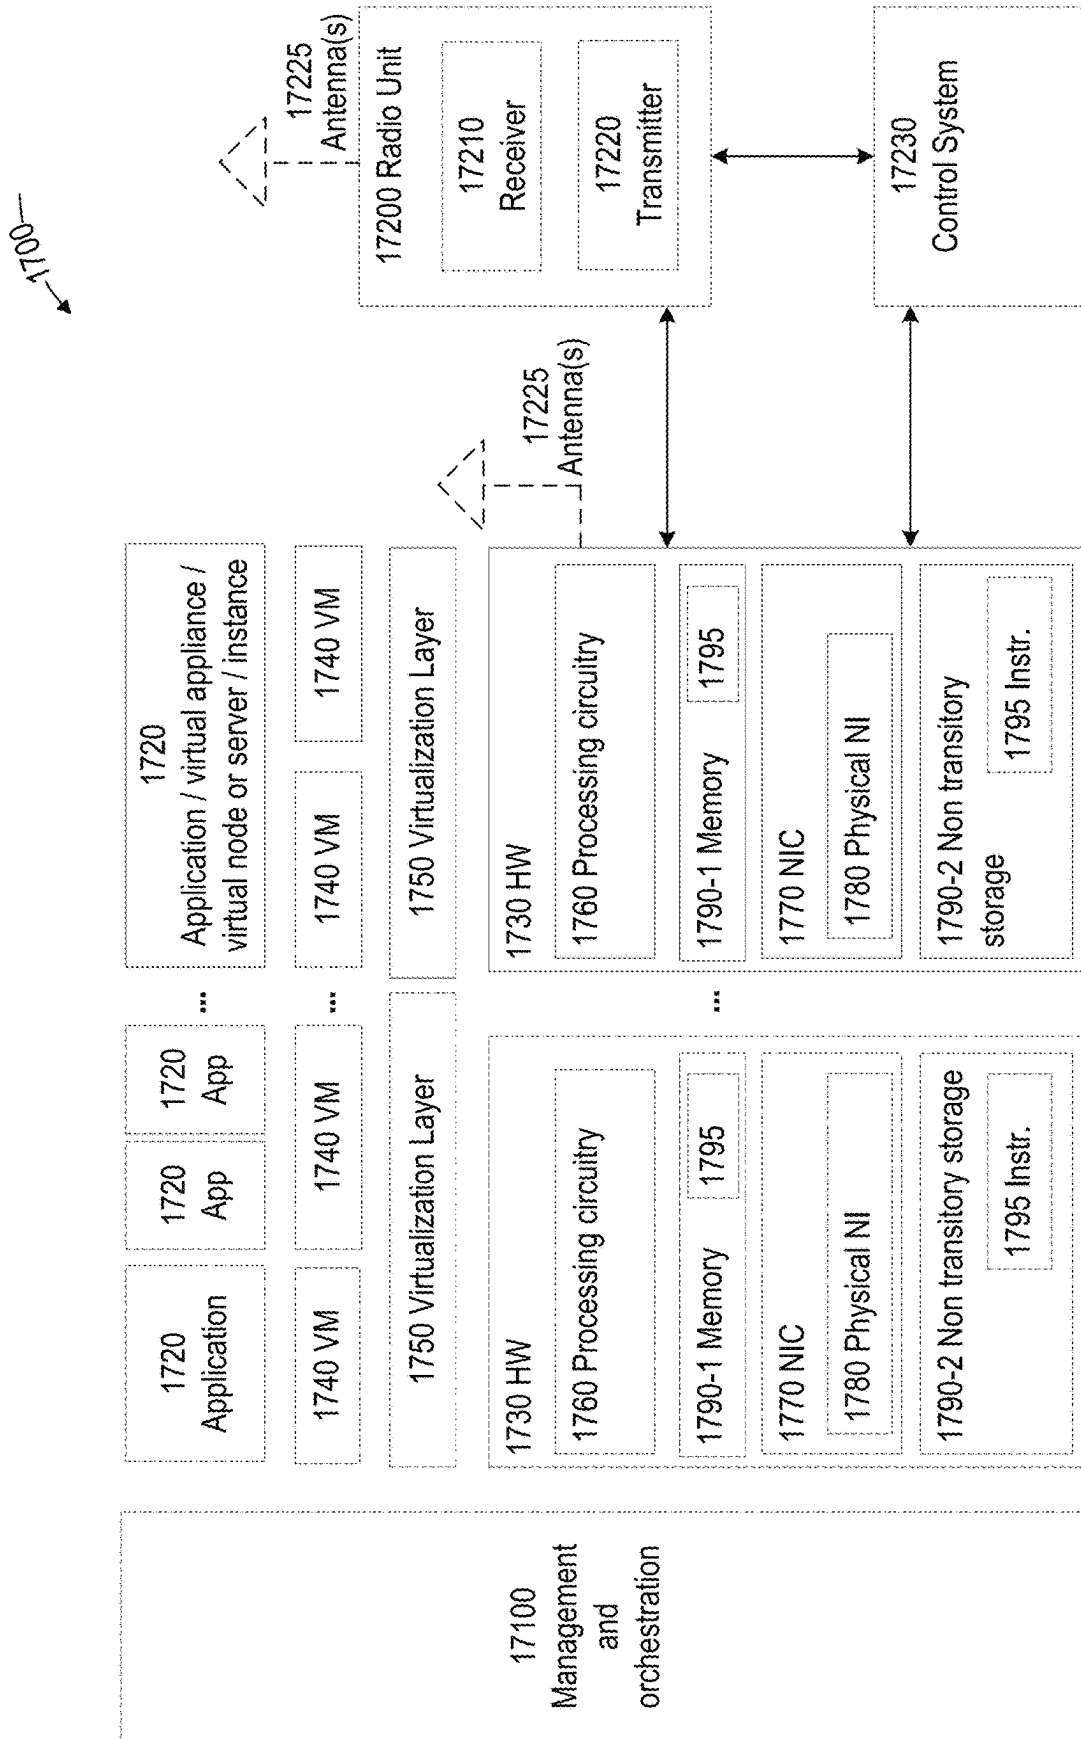 1700
17100
Management
and
orchestration
1720
Application
1720
App
1720
App
...
1720
Application / virtual appliance /
virtual node or server / instance
1740 VM
1740 VM
...
1740 VM
1740 VM
1750 Virtualization Layer
1750 Virtualization Layer
1730 HW
1760 Processing circuitry
1790-1 Memory
1795
1770 NIC
1780 Physical NI
1790-2 Non transitory storage
1795 Instr.
...
1730 HW
1760 Processing circuitry
1790-1 Memory
1795
1770 NIC
1780 Physical NI
1790-2 Non transitory
storage
1795 Instr.
17225
Antenna(s)
17225
Antenna(s)
17200 Radio Unit
17210
Receiver
17220
Transmitter
17230
Control System